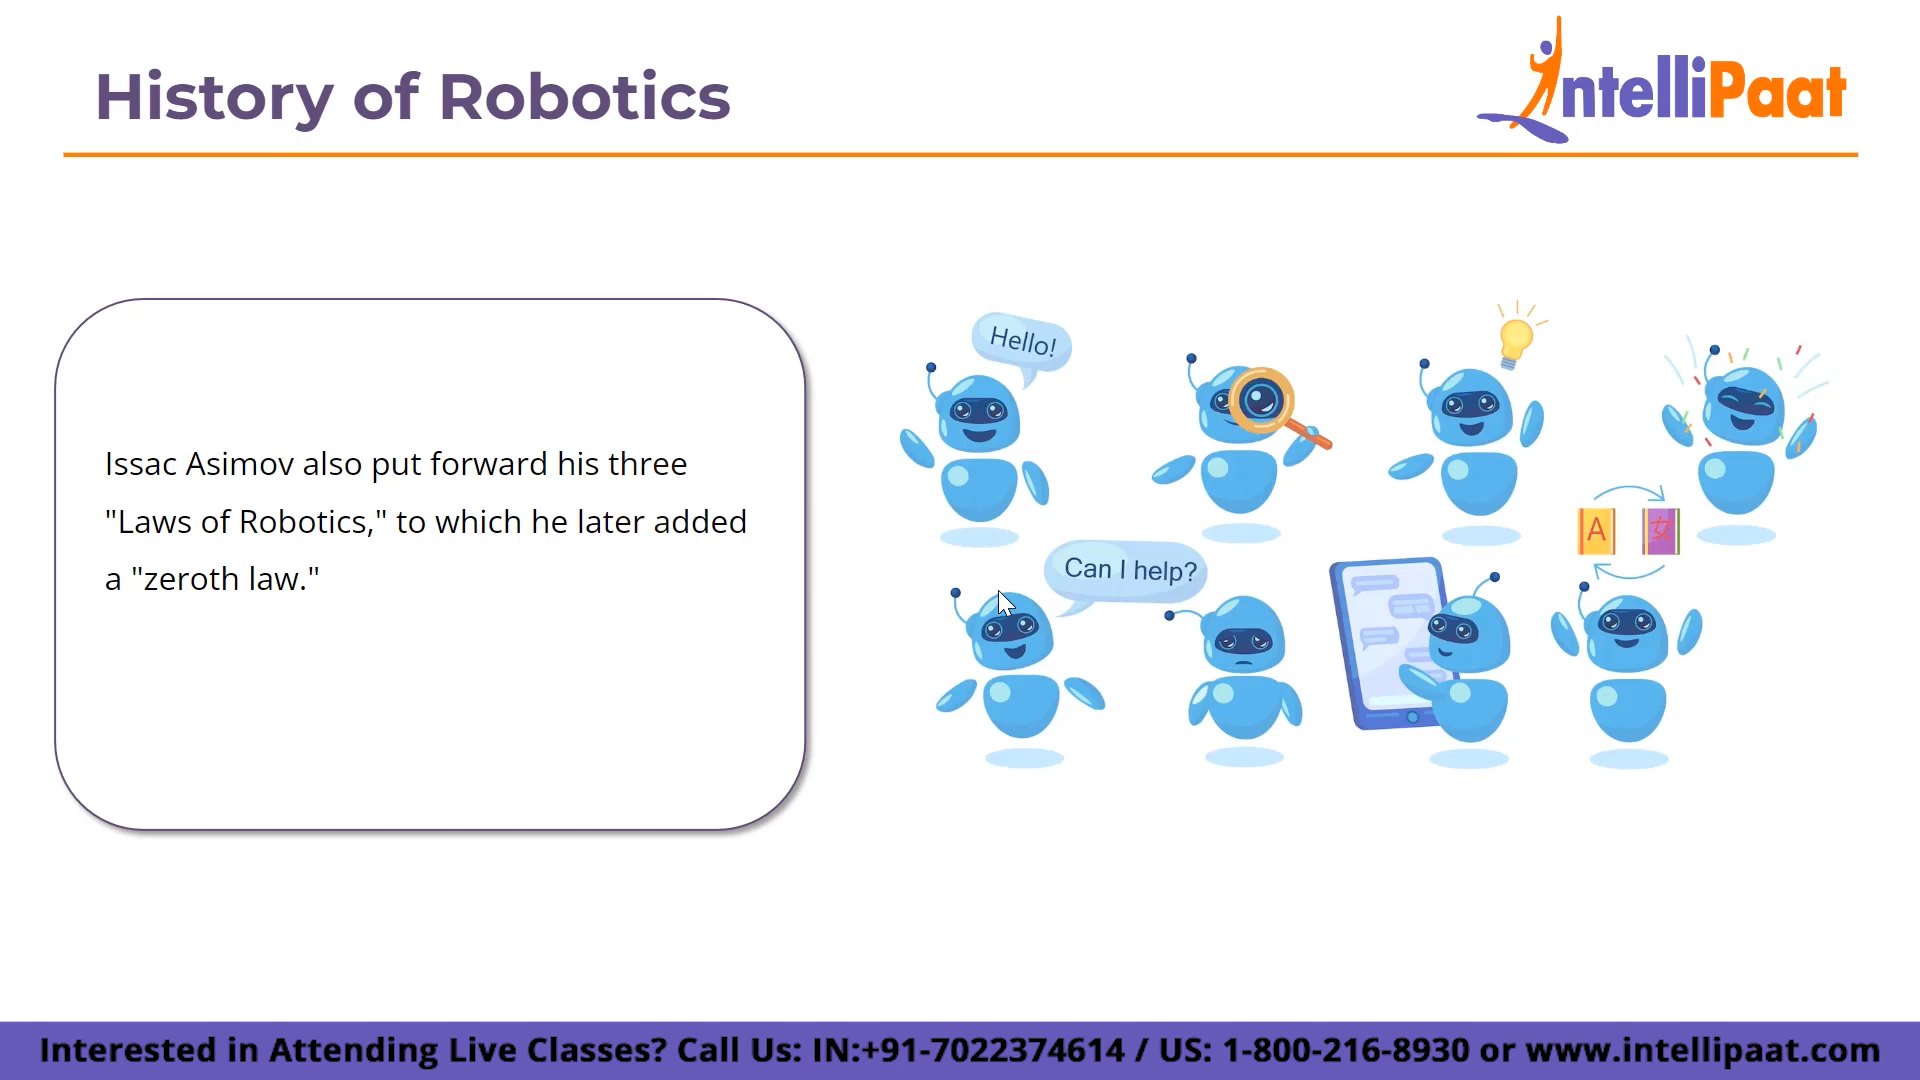 History of Robotics
IntelliPaat
Issac Asimov also put forward his three
"Laws of Robotics," to which he later added
a "zeroth law."
Hello!
A 女
Can I help?
Interested in Attending Live Classes? Call Us: IN:+91-7022374614 / US: 1-800-216-8930 or www.intellipaat.com